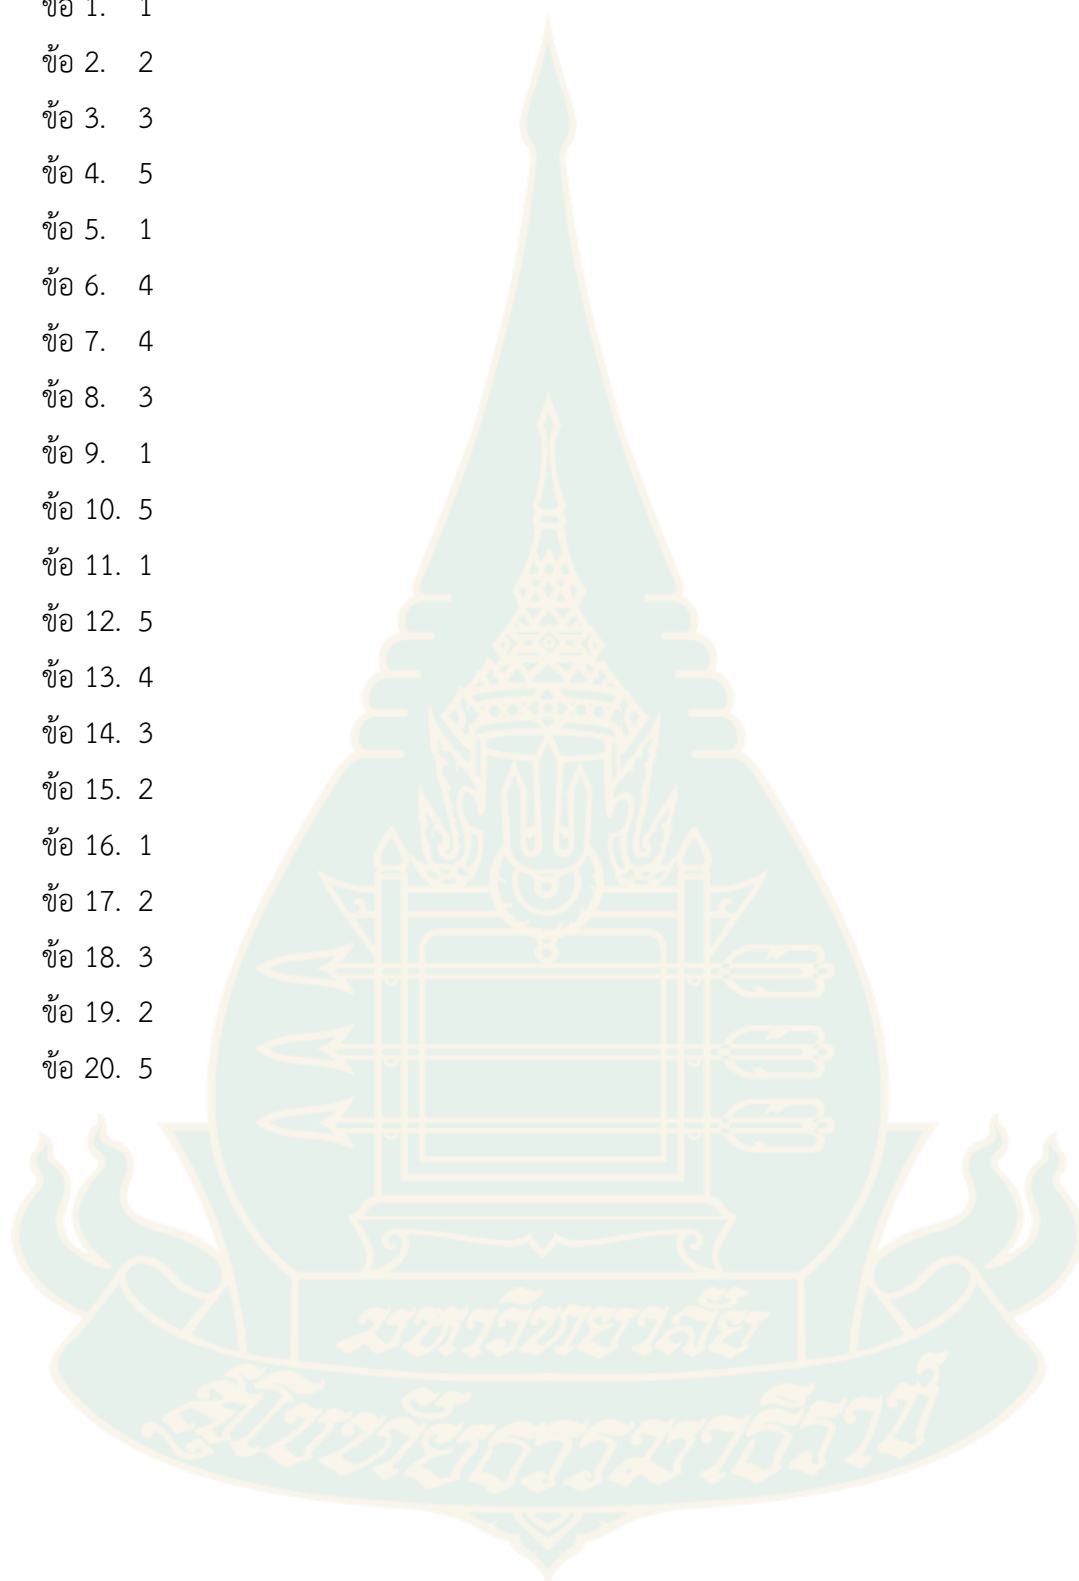 ข้อ 1. 1
ข้อ 2. 2
ข้อ 3. 3
ข้อ 4. 5
ข้อ 5. 1
ข้อ 6. 4
ข้อ 7. 4
ข้อ 8. 3
ข้อ 9. 1
ข้อ 10. 5
ข้อ 11. 1
ข้อ 12. 5
ข้อ 13. 4
ข้อ 14. 3
ข้อ 15. 2
ข้อ 16. 1
ข้อ 17. 2
ข้อ 18. 3
ข้อ 19. 2
ข้อ 20. 5
มหาวิทยาลัย
สุโขทัยธรรมาธิราช